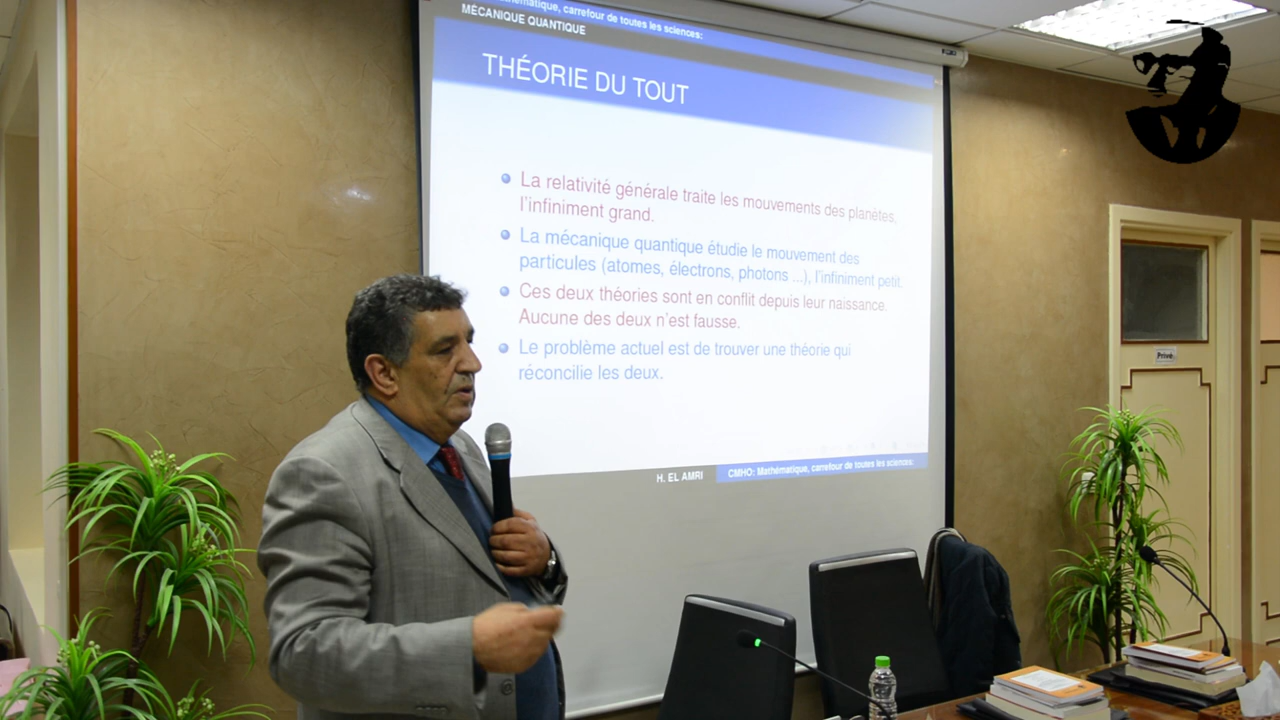 thématique, carrefour de toutes les sciences:
MÉCANIQUE QUANTIQUE
THÉORIE DU TOUT
La relativité générale traite les mouvements des planètes,
l'infiniment grand.
La mécanique quantique étudie le mouvement des
particules (atomes, électrons, photons ...), l'infiniment petit.
Ces deux théories sont en conflit depuis leur naissance.
Aucune des deux n'est fausse.
Le problème actuel est de trouver une théorie qui
réconcilie les deux.
H. EL AMRI
CMHO: Mathématique, carrefour de toutes les sciences:
Privé